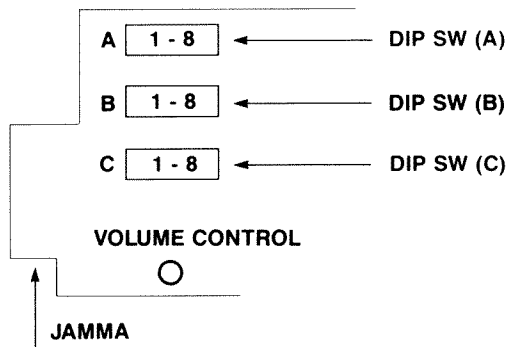 A 1 - 8 DIP SW (A)
B 1 - 8 DIP SW (B)
C 1 - 8 DIP SW (C)
VOLUME CONTROL
JAMMA